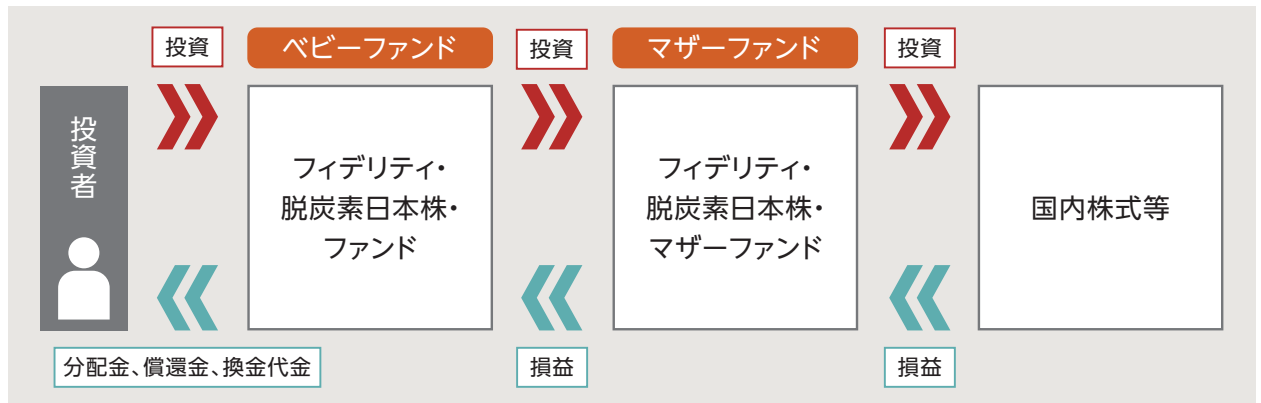 投資
ベビーファンド
投資
マザーファンド
投資
投資者
フィデリティ・
脱炭素日本株・
ファンド
フィデリティ・
脱炭素日本株・
マザーファンド
国内株式等
分配金、償還金、換金代金
損益
損益